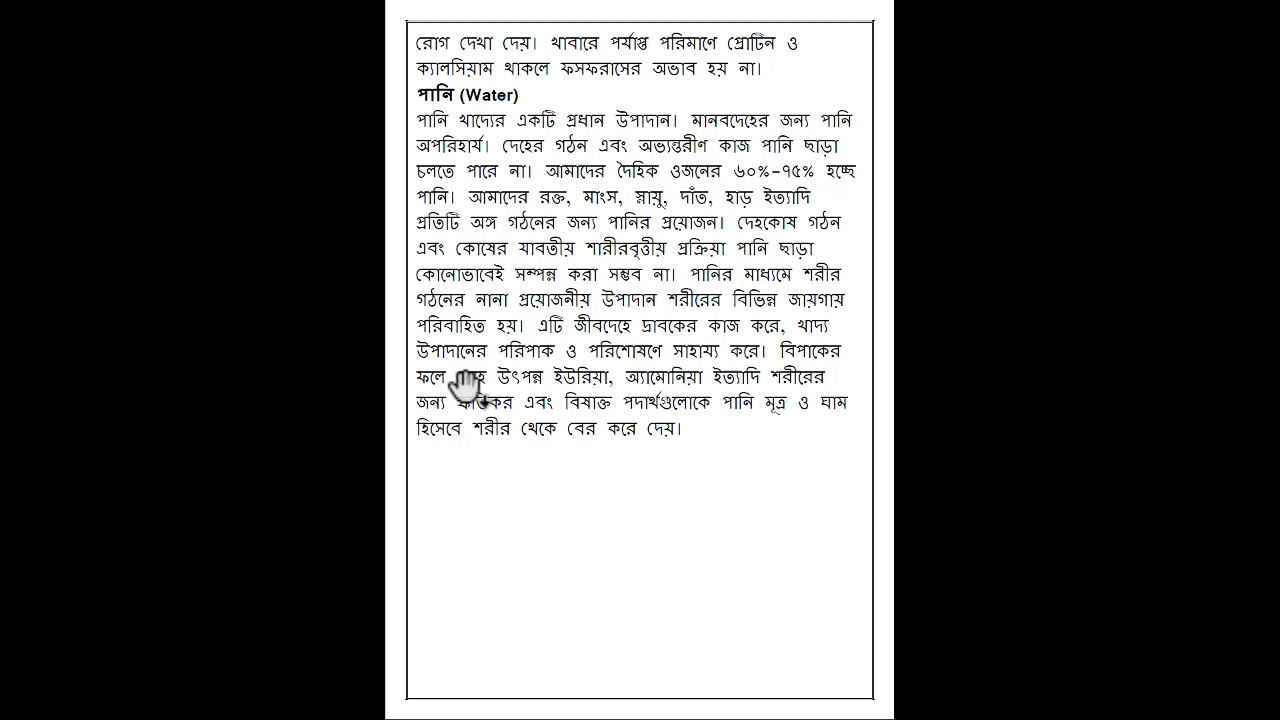 রোগ দেখা দেয়। খাবারে পর্যাপ্ত পরিমাণে প্রোটিন ও
ক্যালসিয়াম থাকলে ফসফরাসের অভাব হয় না।
পানি (Water)
পানি খাদ্যের একটি প্রধান উপাদান। মানবদেহের জন্য পানি
অপরিহার্য। দেহের গঠন এবং অভ্যন্তরীণ কাজ পানি ছাড়া
চলতে পারে না। আমাদের দৈহিক ওজনের ৬০%-৭৫% হচ্ছে
পানি। আমাদের রক্ত, মাংস, স্নায়ু, দাঁত, হাড় ইত্যাদি
প্রতিটি অঙ্গ গঠনের জন্য পানির প্রয়োজন। দেহকোষ গঠন
এবং কোষের যাবতীয় শারীরবৃত্তীয় প্রক্রিয়া পানি ছাড়া
কোনোভাবেই সম্পন্ন করা সম্ভব না। পানির মাধ্যমে শরীর
গঠনের নানা প্রয়োজনীয় উপাদান শরীরের বিভিন্ন জায়গায়
পরিবাহিত হয়। এটি জীবদেহে দ্রাবকের কাজ করে, খাদ্য
উপাদানের পরিপাক ও পরিশোষণে সাহায্য করে। বিপাকের
ফলে উৎপন্ন ইউরিয়া, অ্যামোনিয়া ইত্যাদি শরীরের
জন্য এবং বিষাক্ত পদার্থগুলোকে পানি মূত্র ও ঘাম
হিসেবে শরীর থেকে বের করে দেয়।